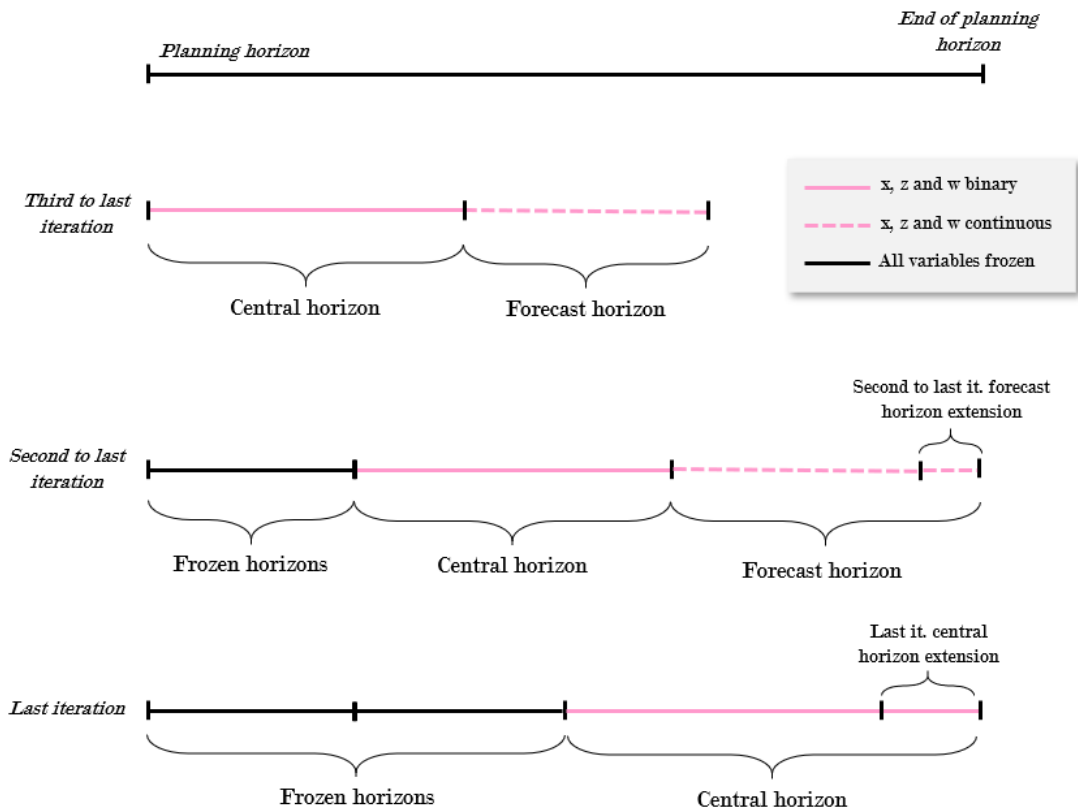 End of planning
horizon
Planning horizon
x, z and w binary
x, z and w continuous
All variables frozen
Third to last
iteration
Central horizon
Forecast horizon
Second to last it. forecast
horizon extension
Second to last
iteration
Frozen horizons
Central horizon
Forecast horizon
Last it. central
horizon extension
Last iteration
Frozen horizons
Central horizon